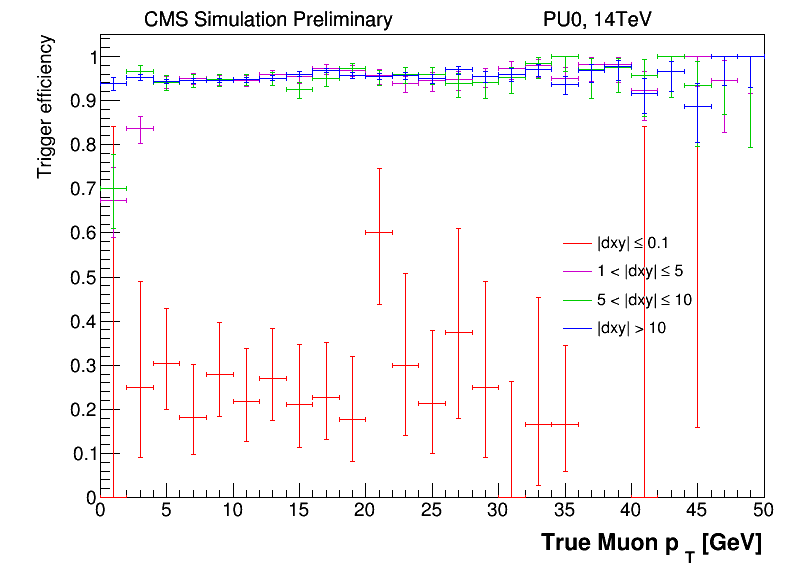 CMS Simulation Preliminary PU0, 14TeV
Trigger efficiency
1
0.9
0.8
0.7
0.6
0.5
0.4
0.3
0.2
0.1
0
|dxy| ≤ 0.1
1 < |dxy| ≤ 5
5 < |dxy| ≤ 10
|dxy| > 10
0 5 10 15 20 25 30 35 40 45 50
True Muon p T [GeV]